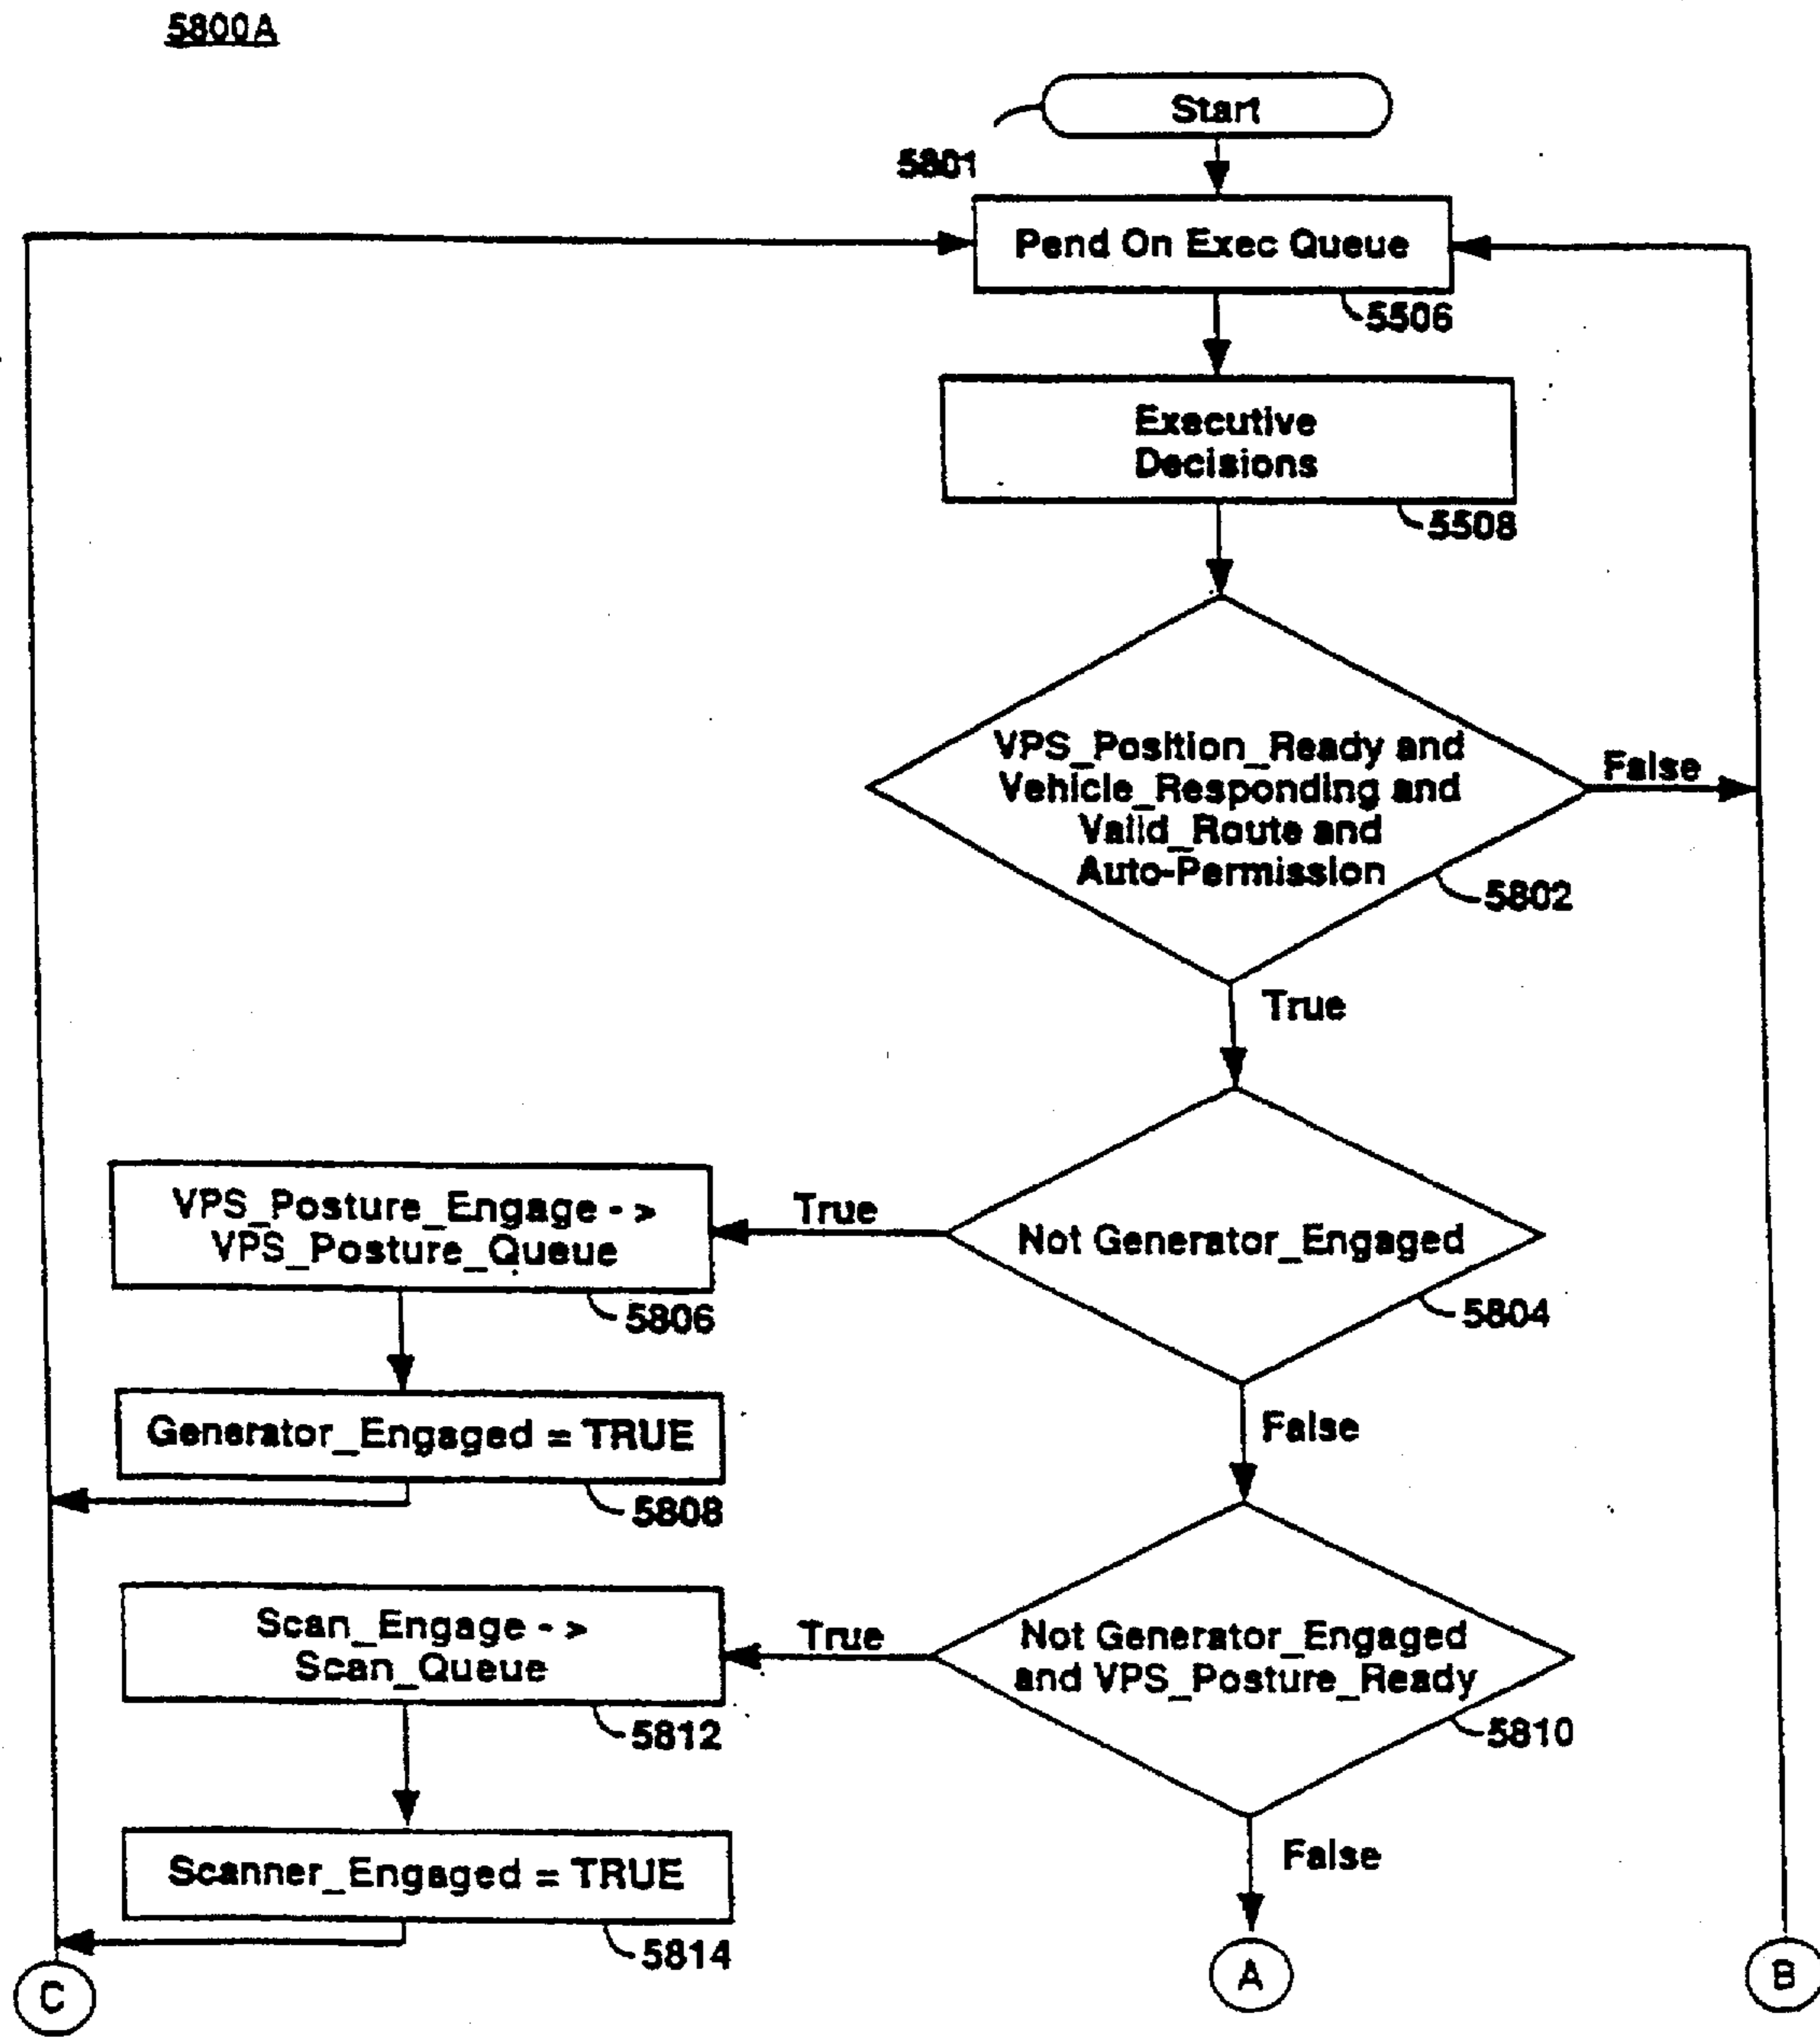 5800A
Start
5801
Pend On Exec Queue
5506
Executive
Decisions
5508
VPS_Position_Ready and
Vehicle_Responding and
Valid_Route and
Auto-Permission
False
5802
True
VPS_Posture_Engage - >
VPS_Posture_Queue
True
Not Generator_Engaged
5806
5804
Generator_Engaged = TRUE
False
5808
Scan_Engage - >
Scan_Queue
True
Not Generator_Engaged
and VPS_Posture_Ready
5812
5810
Scanner_Engaged = TRUE
False
5814
C
A
B